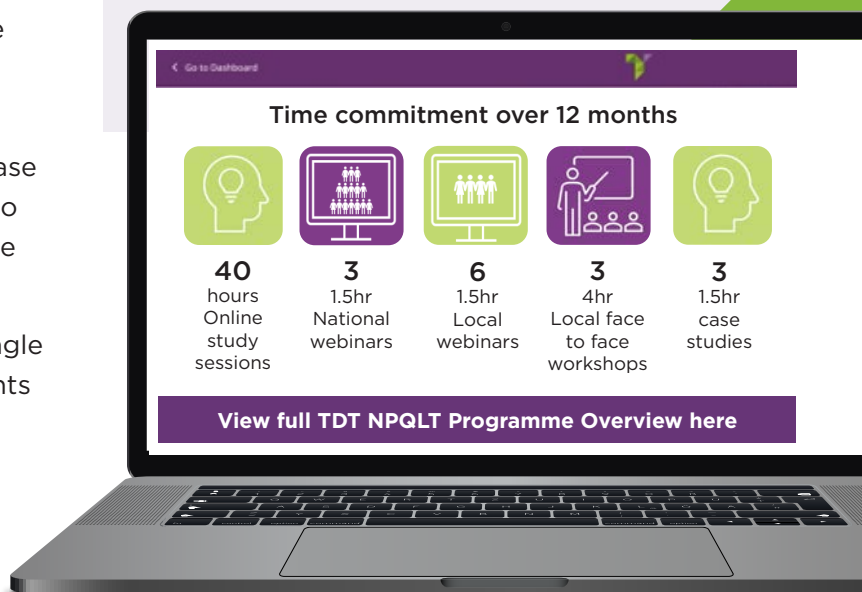 e
ase
o
e
ngle
nts
Go to Dashboard
Time commitment over 12 months
40
hours
Online
study
sessions
3
1.5hr
National
webinars
6
1.5hr
Local
webinars
3
4hr
Local face
to face
workshops
3
1.5hr
case
studies
View full TDT NPQLT Programme Overview here